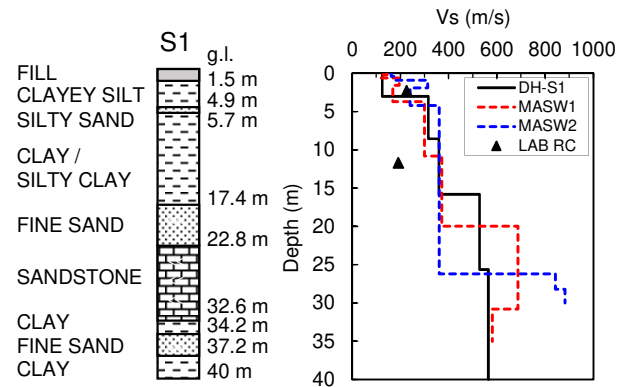 S1
g.l.
FILL
1.5 m
CLAYEY SILT
4.9 m
SILTY SAND
5.7 m
CLAY /
SILTY CLAY
17.4 m
FINE SAND
22.8 m
SANDSTONE
32.6 m
CLAY
34.2 m
FINE SAND
37.2 m
CLAY
40 m
Vs (m/s)
0 200 400 600 800 1000
0
5
10
15
20
25
30
35
40
Depth (m)
DH-S1
MASW1
MASW2
LAB RC